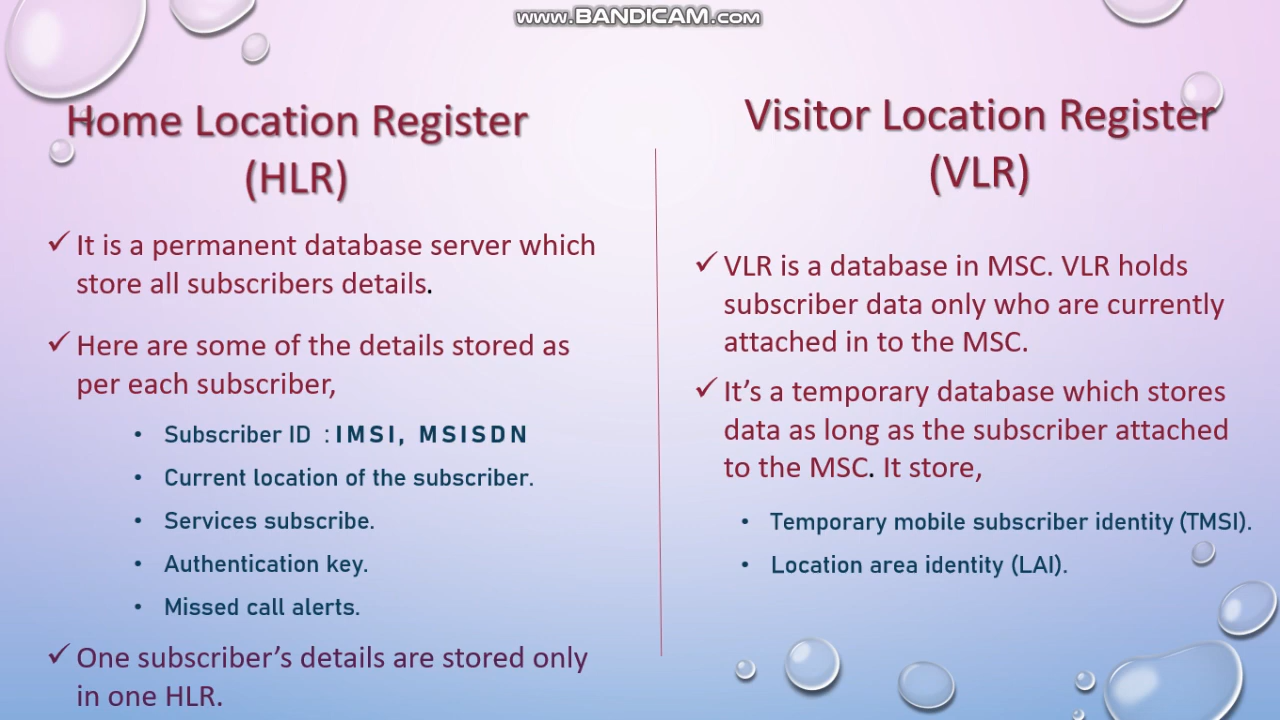 www.BANDICAM.com
Home Location Register
(HLR)
✓ It is a permanent database server which
store all subscribers details.
✓ Here are some of the details stored as
per each subscriber,
• Subscriber ID : IMSI, MSISDN
• Current location of the subscriber.
• Services subscribe.
• Authentication key.
• Missed call alerts.
✓ One subscriber’s details are stored only
in one HLR.
Visitor Location Register
(VLR)
✓ VLR is a database in MSC. VLR holds
subscriber data only who are currently
attached in to the MSC.
✓ It’s a temporary database which stores
data as long as the subscriber attached
to the MSC. It store,
• Temporary mobile subscriber identity (TMSI).
• Location area identity (LAI).